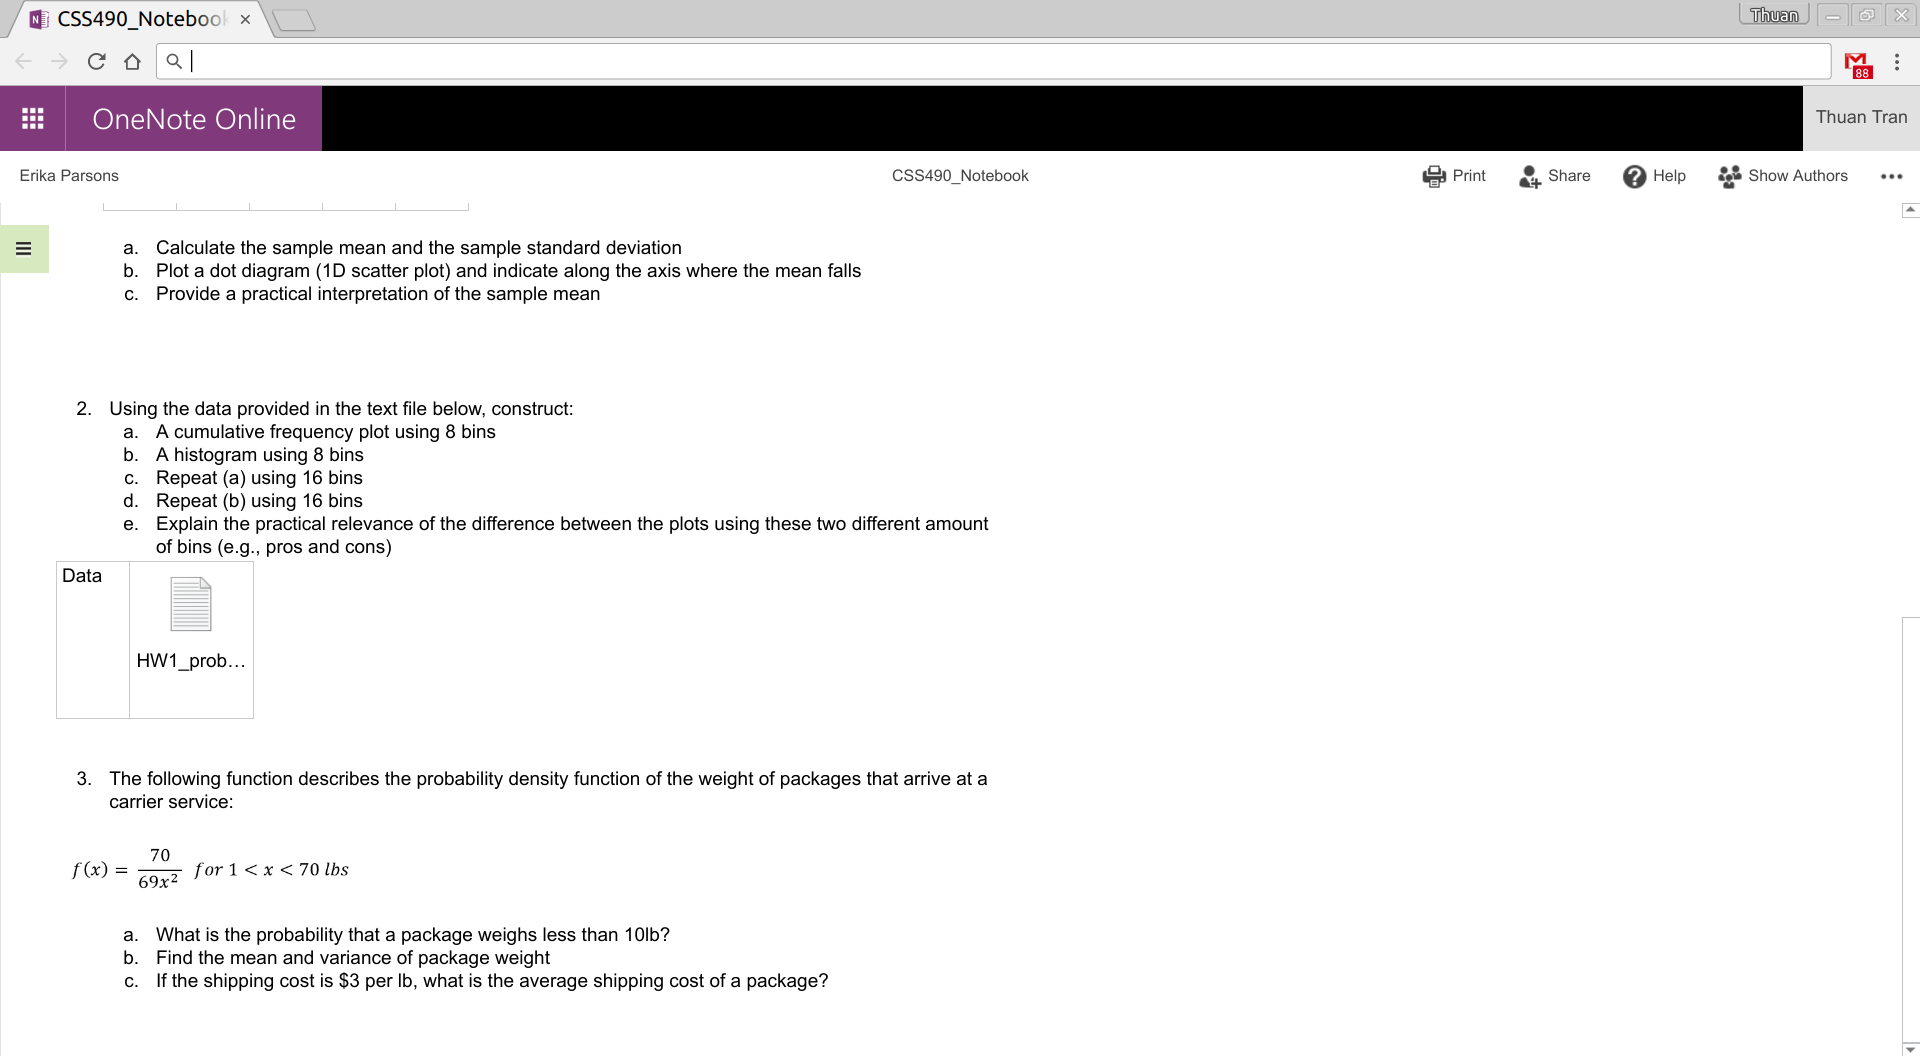 CSS490_Notebook
Thuan
88
OneNote Online
Thuan Tran
Erika Parsons
CSS490_Notebook
Print
Share
Help
Show Authors
a. Calculate the sample mean and the sample standard deviation
b. Plot a dot diagram (1D scatter plot) and indicate along the axis where the mean falls
c. Provide a practical interpretation of the sample mean
2. Using the data provided in the text file below, construct:
a. A cumulative frequency plot using 8 bins
b. A histogram using 8 bins
c. Repeat (a) using 16 bins
d. Repeat (b) using 16 bins
e. Explain the practical relevance of the difference between the plots using these two different amount
of bins (e.g., pros and cons)
Data
HW1_prob...
3. The following function describes the probability density function of the weight of packages that arrive at a
carrier service:
f(x) = 70/69x² for 1 < x < 70 lbs
a. What is the probability that a package weighs less than 10lb?
b. Find the mean and variance of package weight
c. If the shipping cost is $3 per lb, what is the average shipping cost of a package?